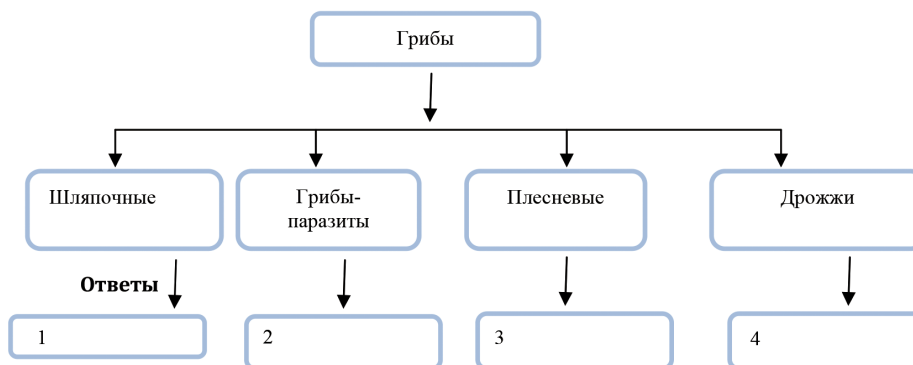 Грибы
Шляпочные
Грибы-
паразиты
Плесневые
Дрожжи
Ответы
1
2
3
4